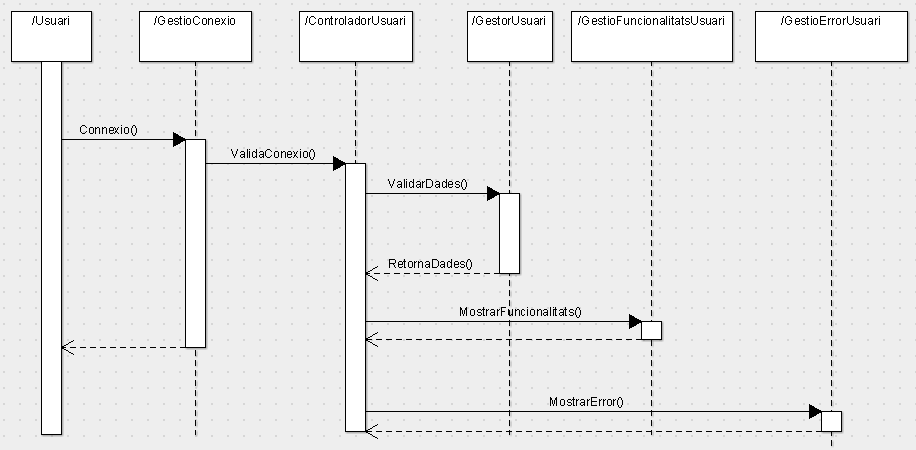 /Usuari
/GestioConexio
/ControladorUsuari
/GestorUsuari
/GestioFuncionalitatsUsuari
/GestioErrorUsuari
Connexio()
ValidaConexio()
ValidarDades()
RetornaDades()
MostrarFuncionalitats()
MostrarError()